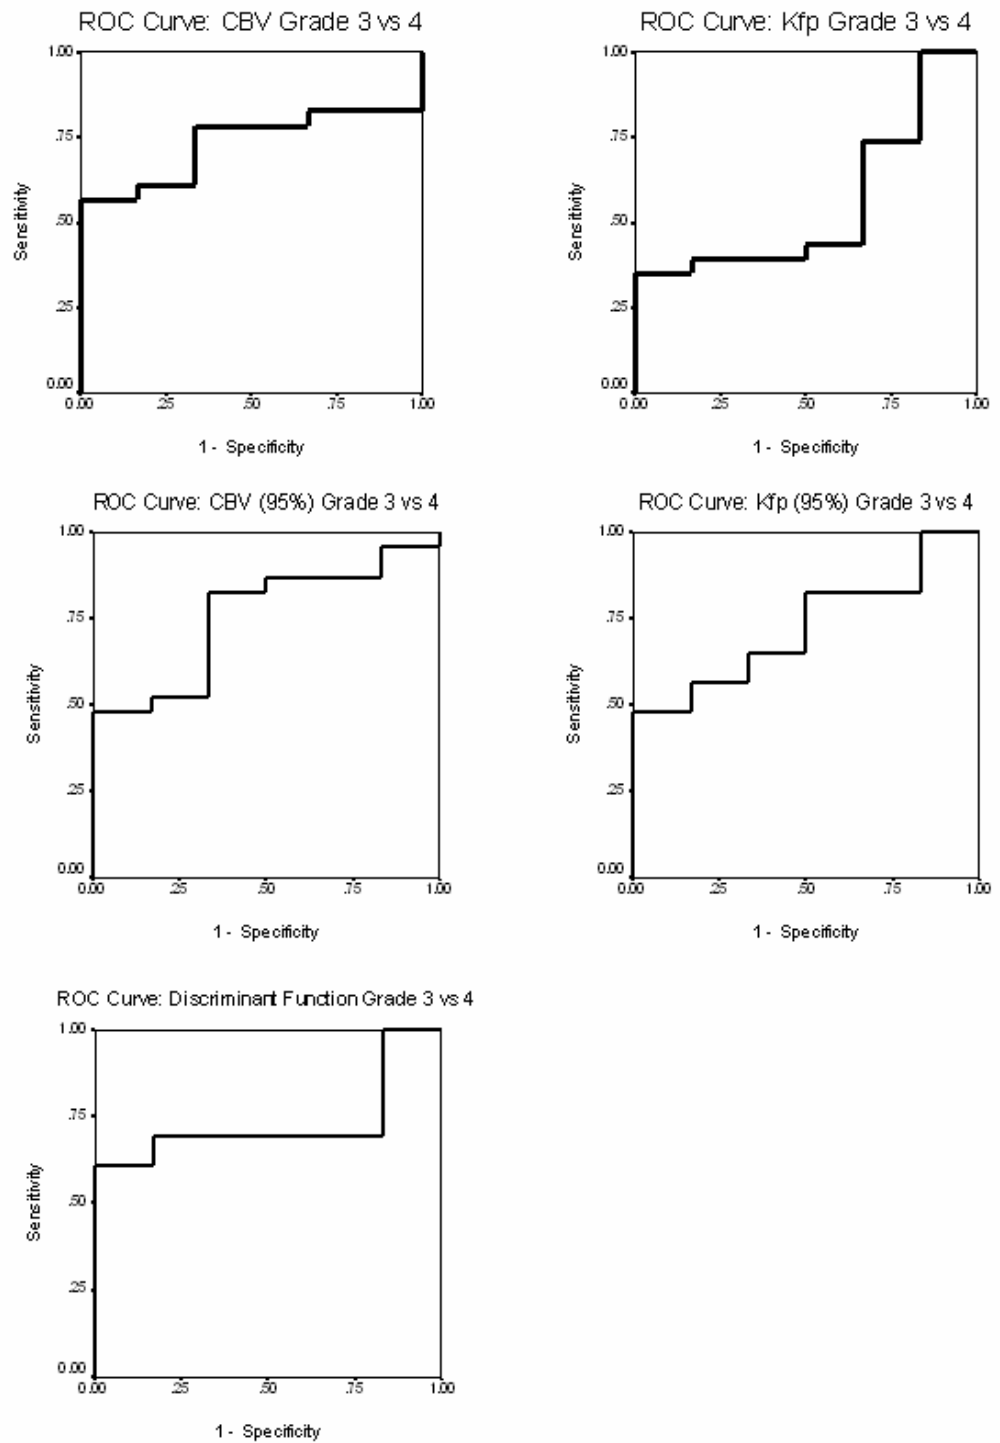 ROC Curve: CBV Grade 3 vs 4
1.00
.75
.50
.25
0.00
Sensitivity
0.00 .25 .50 .75 1.00
1 - Specificity
ROC Curve: Kfp Grade 3 vs 4
1.00
.75
.50
.25
0.00
Sensitivity
0.00 .25 .50 .75 1.00
1 - Specificity
ROC Curve: CBV (95%) Grade 3 vs 4
1.00
.75
.50
.25
0.00
Sensitivity
0.00 .25 .50 .75 1.00
1 - Specificity
ROC Curve: Kfp (95%) Grade 3 vs 4
1.00
.75
.50
.25
0.00
Sensitivity
0.00 .25 .50 .75 1.00
1 - Specificity
ROC Curve: Discriminant Function Grade 3 vs 4
1.00
.75
.50
.25
0.00
Sensitivity
0.00 .25 .50 .75 1.00
1 - Specificity